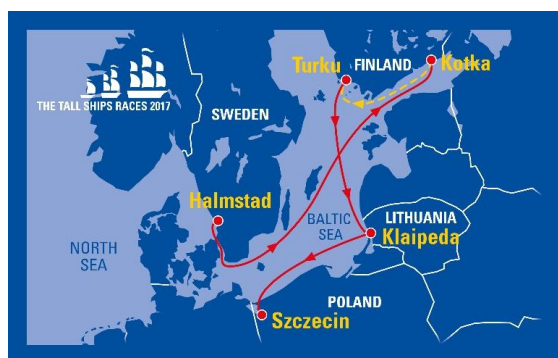 Turku
FINLAND
Kotka
THE TALL SHIPS RACES 2017
SWEDEN
Halmstad
BALTIC
SEA
LITHUANIA
Klaipeda
NORTH
SEA
POLAND
Szczecin